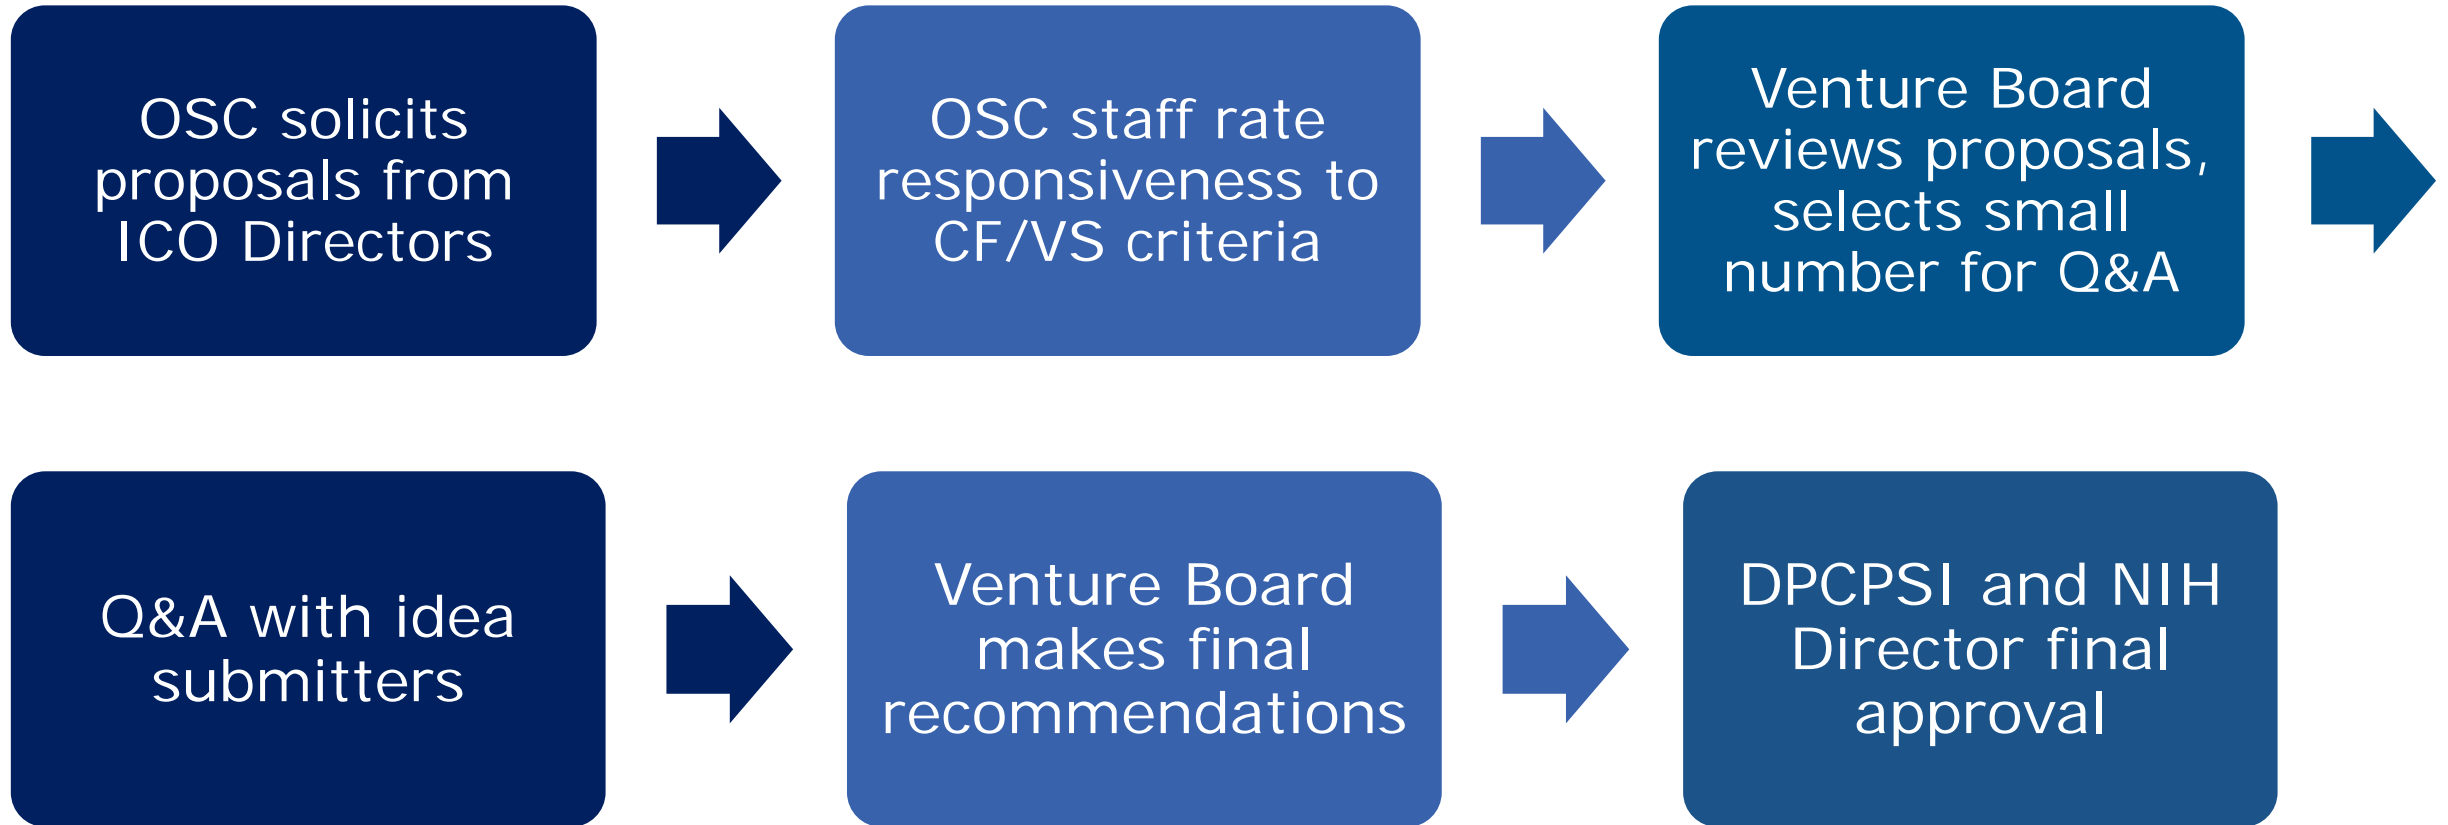 OSC solicits
proposals from
ICO Directors
OSC staff rate
responsiveness to
CF/VS criteria
Venture Board
reviews proposals,
selects small
number for Q&A
Q&A with idea
submitters
Venture Board
makes final
recommendations
DPCPSI and NIH
Director final
approval